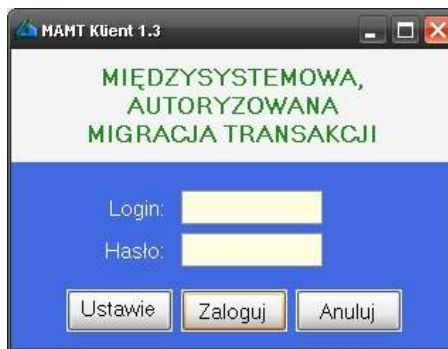 MAMT Klient 1.3
MIĘDZYSYSTEMOWA,
AUTORYZOWANA
MIGRACJA TRANSAKCJI
Login:
Hasło:
Ustawie Zaloguj Anuluj